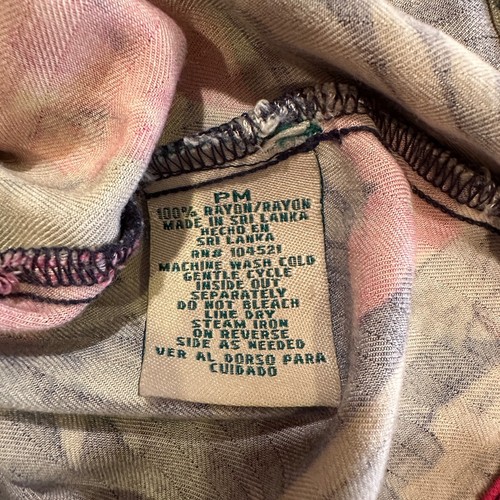 PM
100% RAYON/RAYON
MADE IN SRI LANKA
HECHO EN
SRI LANKA
RN# 104521
MACHINE WASH COLD
GENTLE CYCLE
INSIDE OUT
SEPARATELY
DO NOT BLEACH
LINE DRY
STEAM IRON
ON REVERSE
SIDE AS NEEDED
VER AL DORSO PARA
CUIDADO